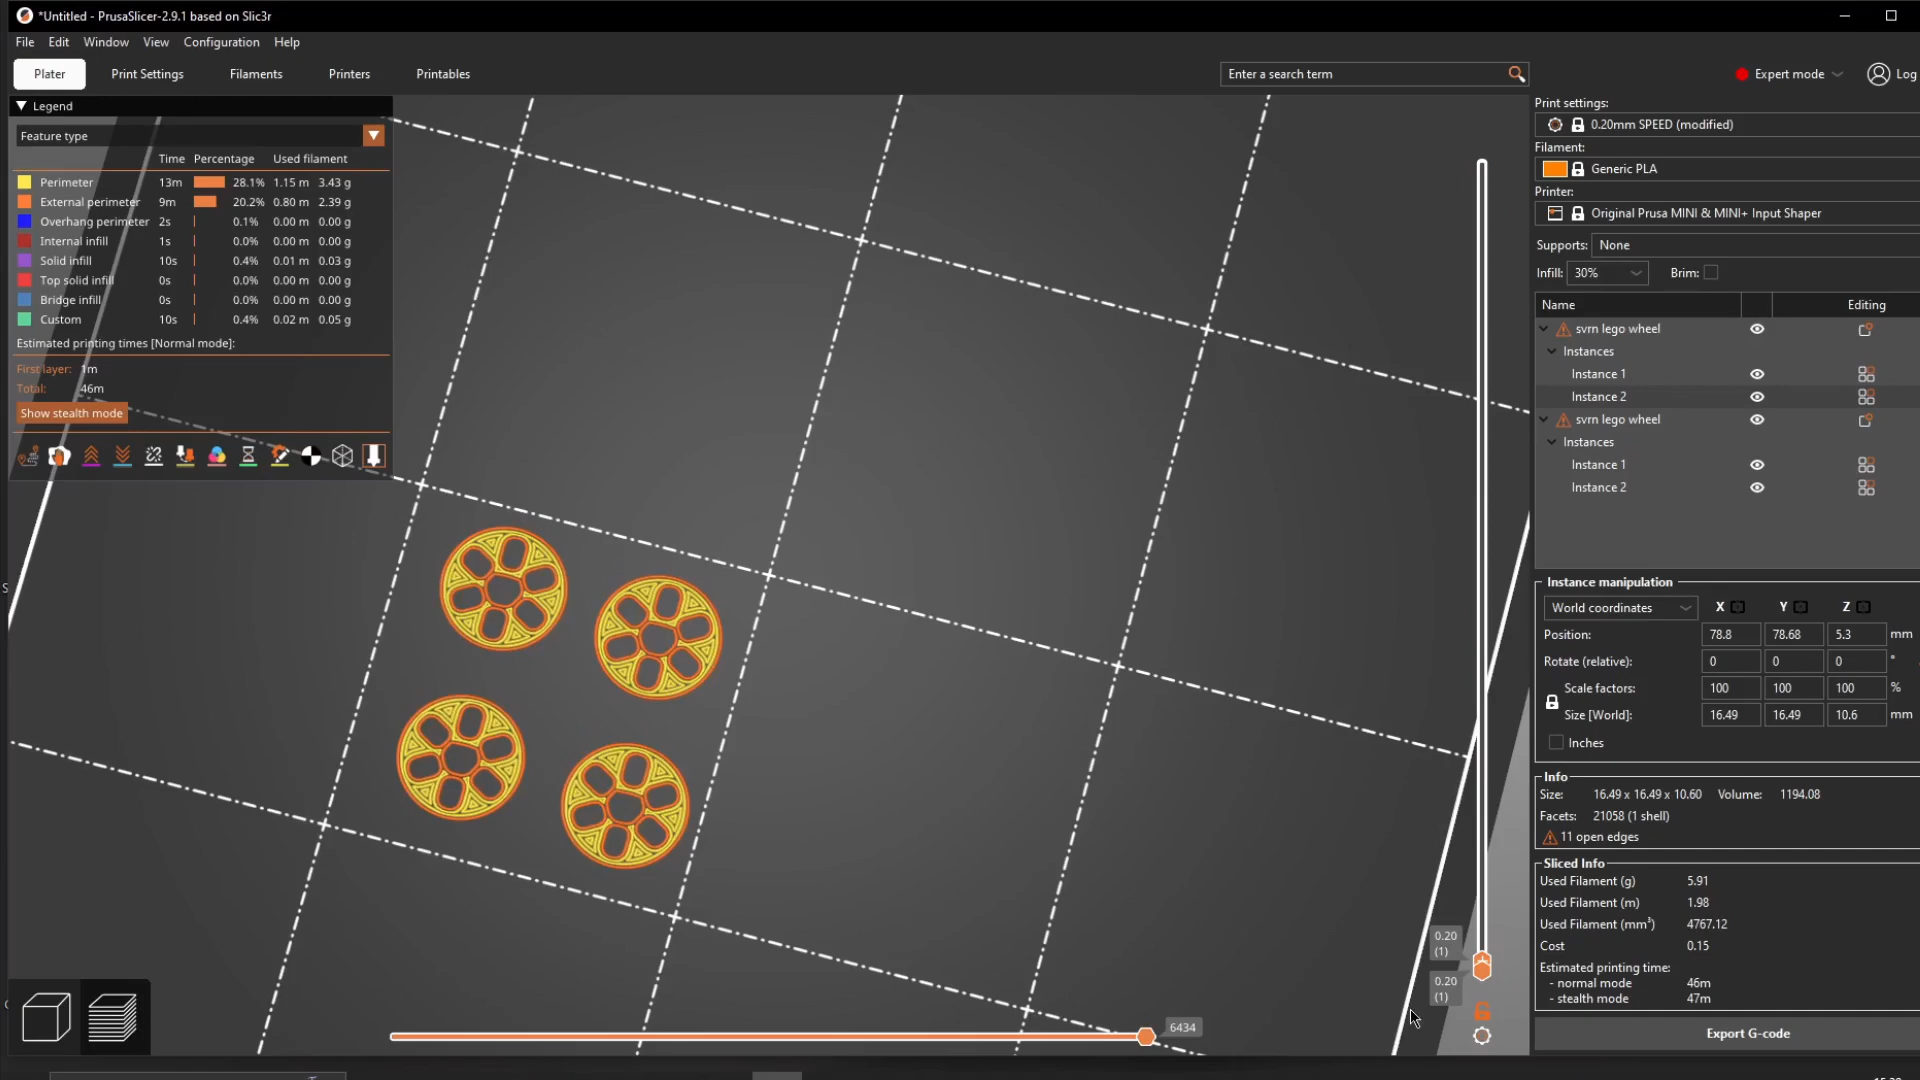 *Untitled - PrusaSlicer-2.9.1 based on Slic3r
File Edit Window View Configuration Help
Plater Print Settings Filaments Printers Printables
Enter a search term
Expert mode Log
Legend
Feature type
Time Percentage Used filament
Perimeter 13m 28.1% 1.15 m 3.43 g
External perimeter 9m 20.2% 0.80 m 2.39 g
Overhang perimeter 2s 0.1% 0.00 m 0.00 g
Internal infill 1s 0.0% 0.00 m 0.00 g
Solid infill 10s 0.4% 0.01 m 0.03 g
Top solid infill 0s 0.0% 0.00 m 0.00 g
Bridge infill 0s 0.0% 0.00 m 0.00 g
Custom 10s 0.4% 0.02 m 0.05 g
Estimated printing times [Normal mode]:
First layer: 1m
Total: 46m
Show stealth mode
0.20
(1)
0.20
(1)
6434
Print settings:
0.20mm SPEED (modified)
Filament:
Generic PLA
Printer:
Original Prusa MINI & MINI+ Input Shaper
Supports: None
Infill: 30% Brim:
Name Editing
svrn lego wheel
Instances
Instance 1
Instance 2
svrn lego wheel
Instances
Instance 1
Instance 2
Instance manipulation
World coordinates X Y Z
Position: 78.8 78.68 5.3 mm
Rotate (relative): 0 0 0 °
Scale factors: 100 100 100 %
Size [World]: 16.49 16.49 10.6 mm
Inches
Info
Size: 16.49 x 16.49 x 10.60 Volume: 1194.08
Facets: 21058 (1 shell)
11 open edges
Sliced Info
Used Filament (g) 5.91
Used Filament (m) 1.98
Used Filament (mm³) 4767.12
Cost 0.15
Estimated printing time:
- normal mode 46m
- stealth mode 47m
Export G-code